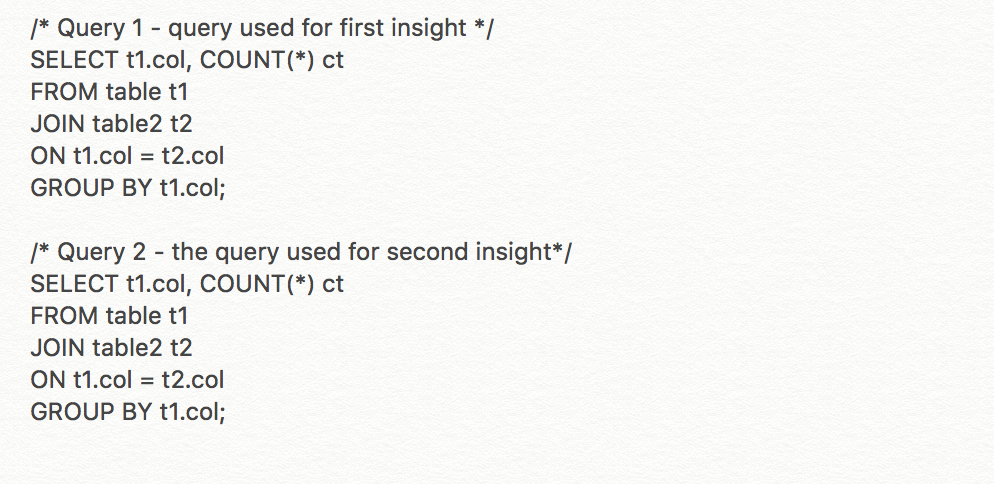 /* Query 1 - query used for first insight */
SELECT t1.col, COUNT(*) ct
FROM table t1
JOIN table2 t2
ON t1.col = t2.col
GROUP BY t1.col;

/* Query 2 - the query used for second insight*/
SELECT t1.col, COUNT(*) ct
FROM table t1
JOIN table2 t2
ON t1.col = t2.col
GROUP BY t1.col;